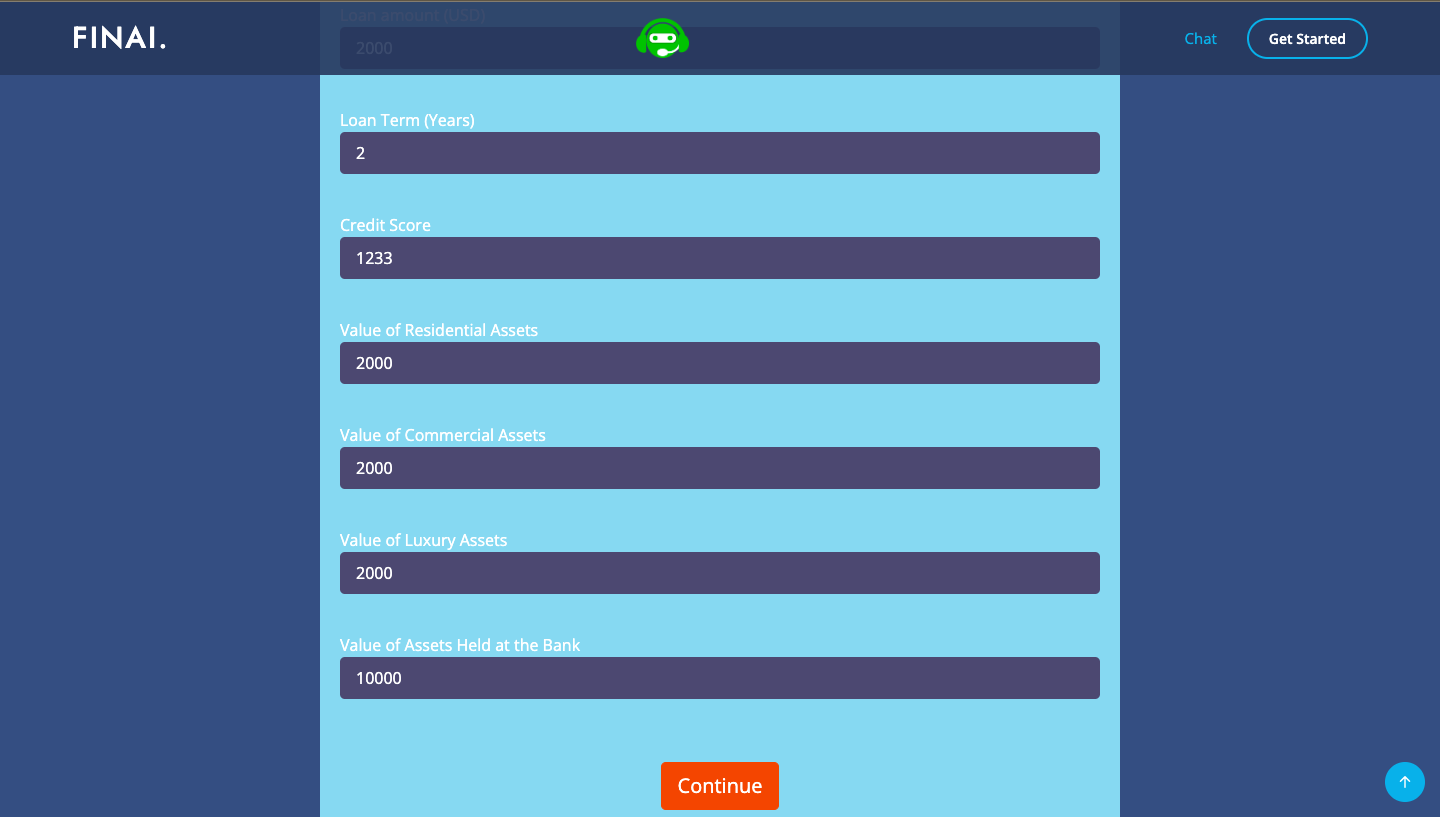 Loan amount (USD)
2000
FINAI.
Chat
Get Started
Loan Term (Years)
2
Credit Score
1233
Value of Residential Assets
2000
Value of Commercial Assets
2000
Value of Luxury Assets
2000
Value of Assets Held at the Bank
10000
Continue